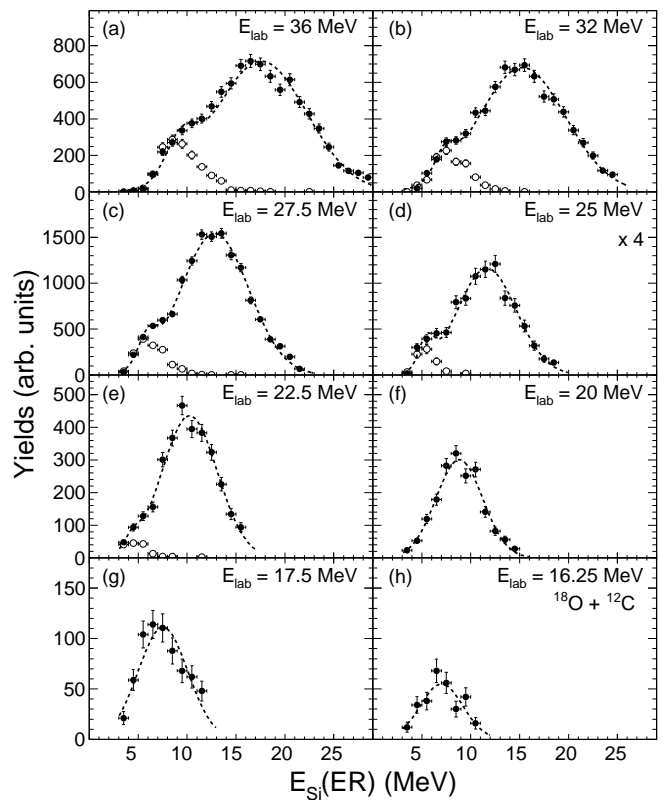 (a) E_lab = 36 MeV
(b) E_lab = 32 MeV
800
600
400
200
0
(c) E_lab = 27.5 MeV
(d) E_lab = 25 MeV
x 4
1500
1000
500
0
(e) E_lab = 22.5 MeV
(f) E_lab = 20 MeV
500
400
300
200
100
0
(g) E_lab = 17.5 MeV
(h) E_lab = 16.25 MeV
¹⁸O + ¹²C
150
100
50
0
5 10 15 20 25 5 10 15 20 25
Yields (arb. units)
E_Si(ER) (MeV)